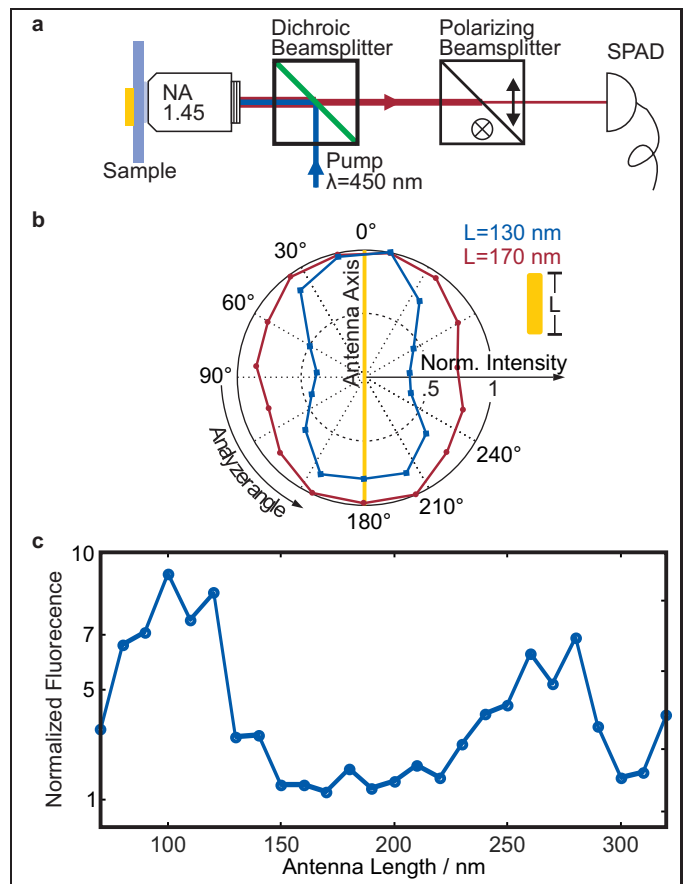 a
Dichroic
Beamsplitter
Polarizing
Beamsplitter
SPAD
NA
1.45
Sample
Pump
λ=450 nm
b
0°
L=130 nm
L=170 nm
30°
60°
90°
Antenna Axis
L
Norm. Intensity
.5
1
Analyzer angle
240°
210°
180°
c
10
7
5
1
Normalized Fluorecence
100
150
200
250
300
Antenna Length / nm